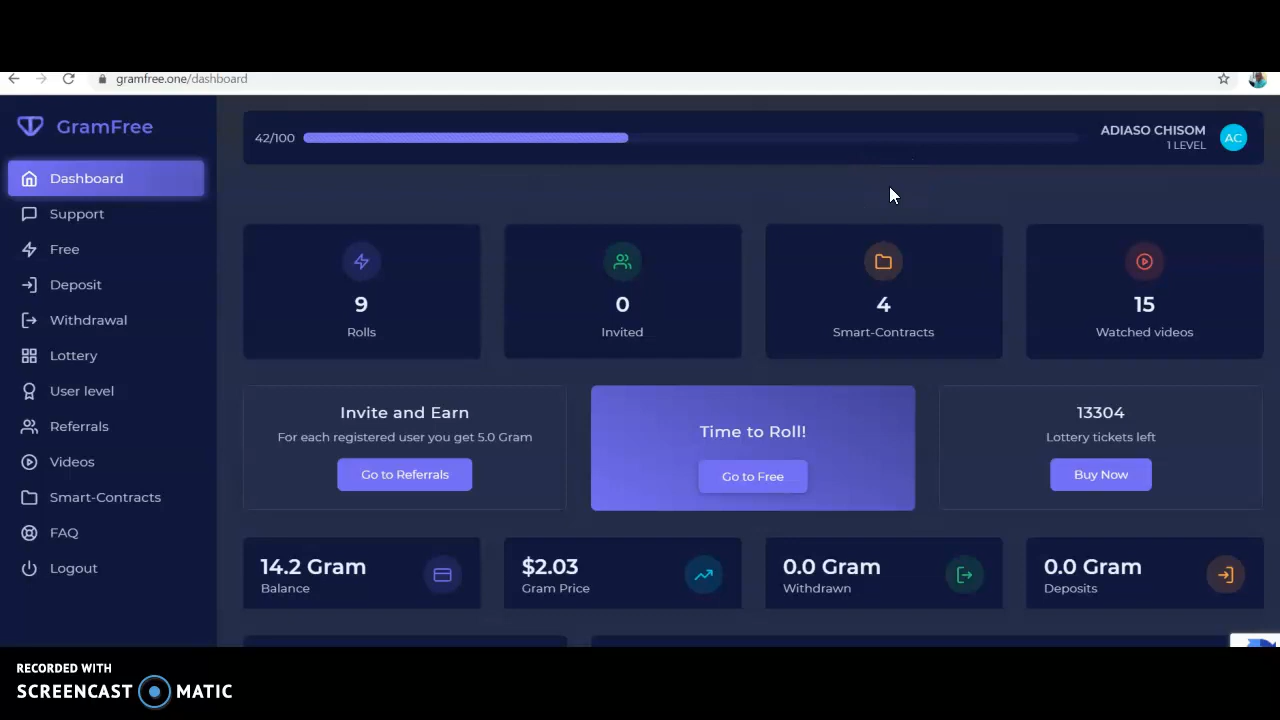 gramfree.one/dashboard
GramFree
42/100
ADIASO CHISOM
1 LEVEL
AC
Dashboard
Support
Free
Deposit
Withdrawal
Lottery
User level
Referrals
Videos
Smart-Contracts
FAQ
Logout
9
Rolls
0
Invited
4
Smart-Contracts
15
Watched videos
Invite and Earn
For each registered user you get 5.0 Gram
Go to Referrals
Time to Roll!
Go to Free
13304
Lottery tickets left
Buy Now
14.2 Gram
Balance
$2.03
Gram Price
0.0 Gram
Withdrawn
0.0 Gram
Deposits
RECORDED WITH
SCREENCAST MATIC